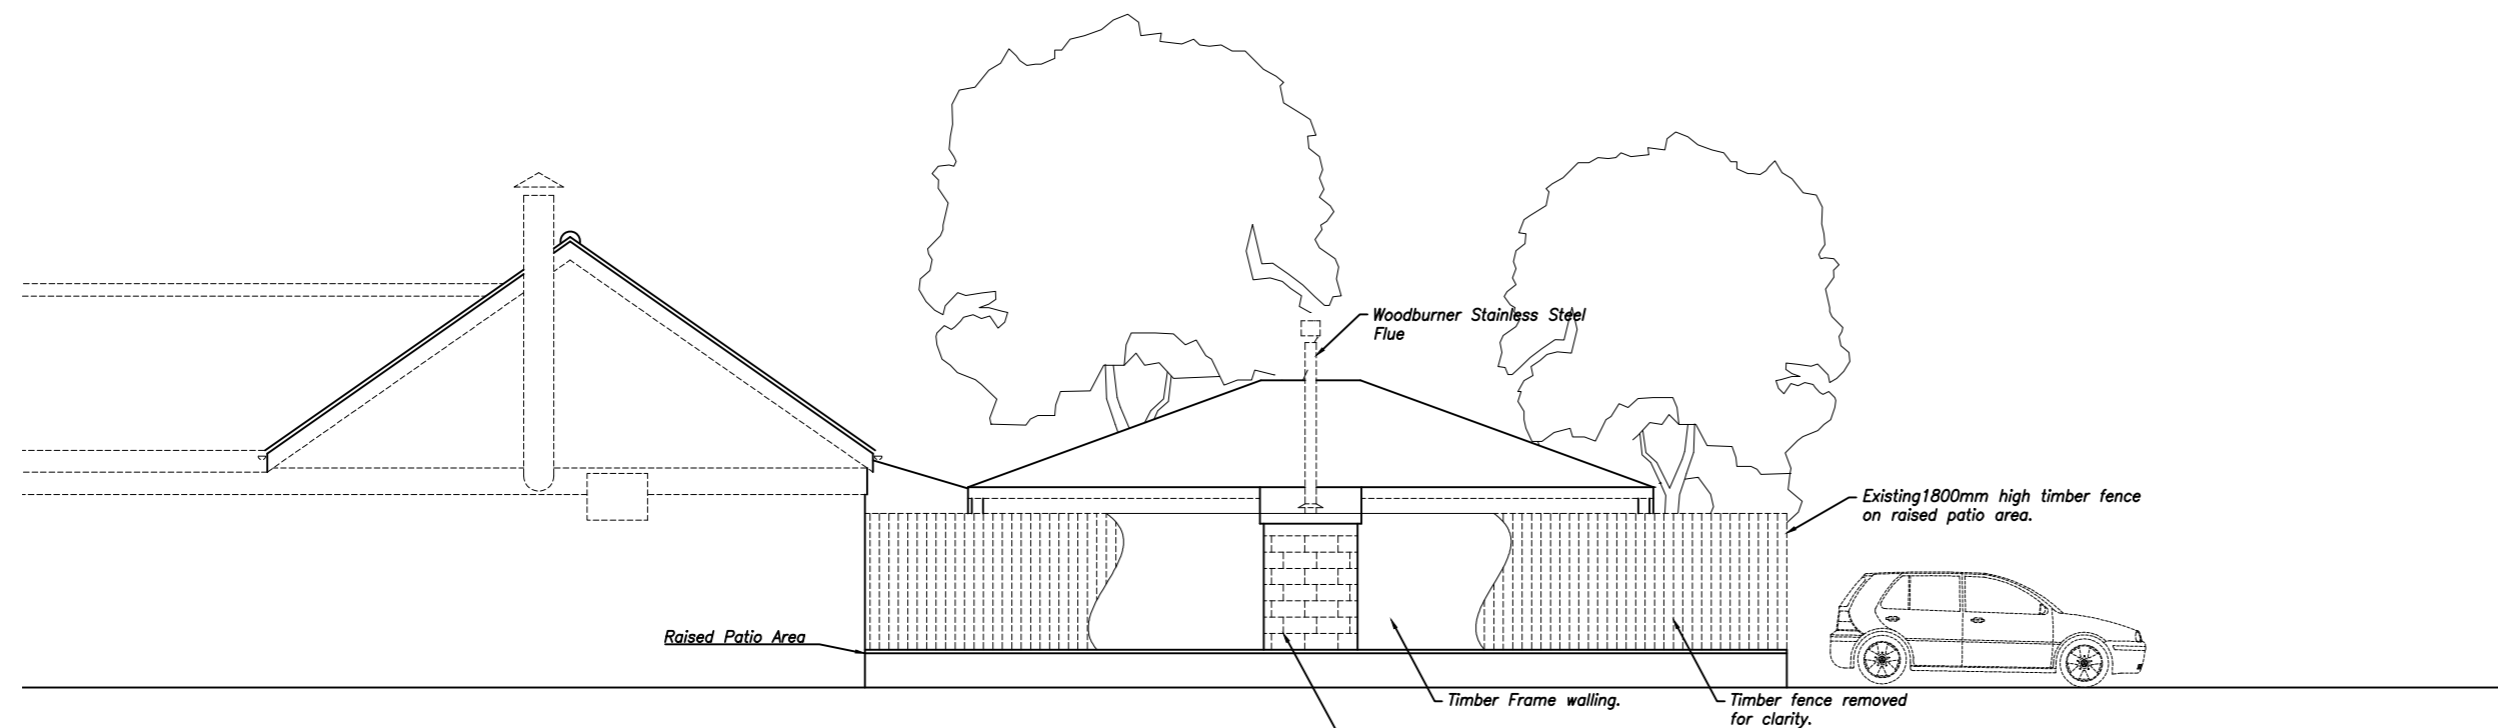 Woodburner Stainless Steel
Flue
Existing1800mm high timber fence
on raised patio area.
Raised Patio Area
Timber Frame walling.
Timber fence removed
for clarity.